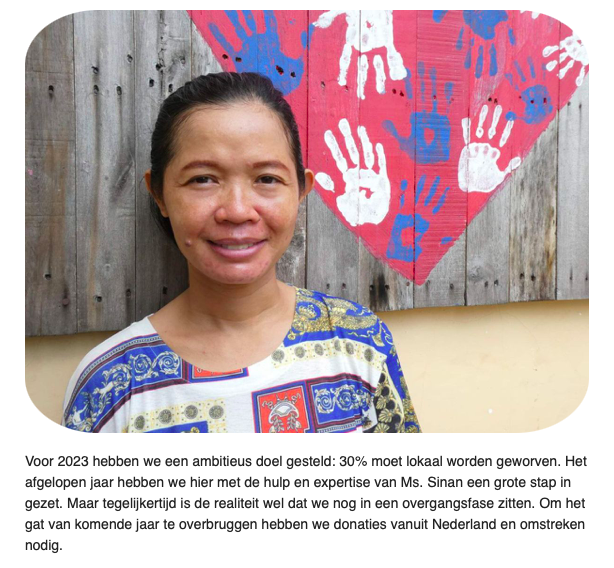 Voor 2023 hebben we een ambitieus doel gesteld: 30% moet lokaal worden geworven. Het
afgelopen jaar hebben we hier met de hulp en expertise van Ms. Sinan een grote stap in
gezet. Maar tegelijkertijd is de realiteit wel dat we nog in een overgangsfase zitten. Om het
gat van komende jaar te overbruggen hebben we donaties vanuit Nederland en omstreken
nodig.